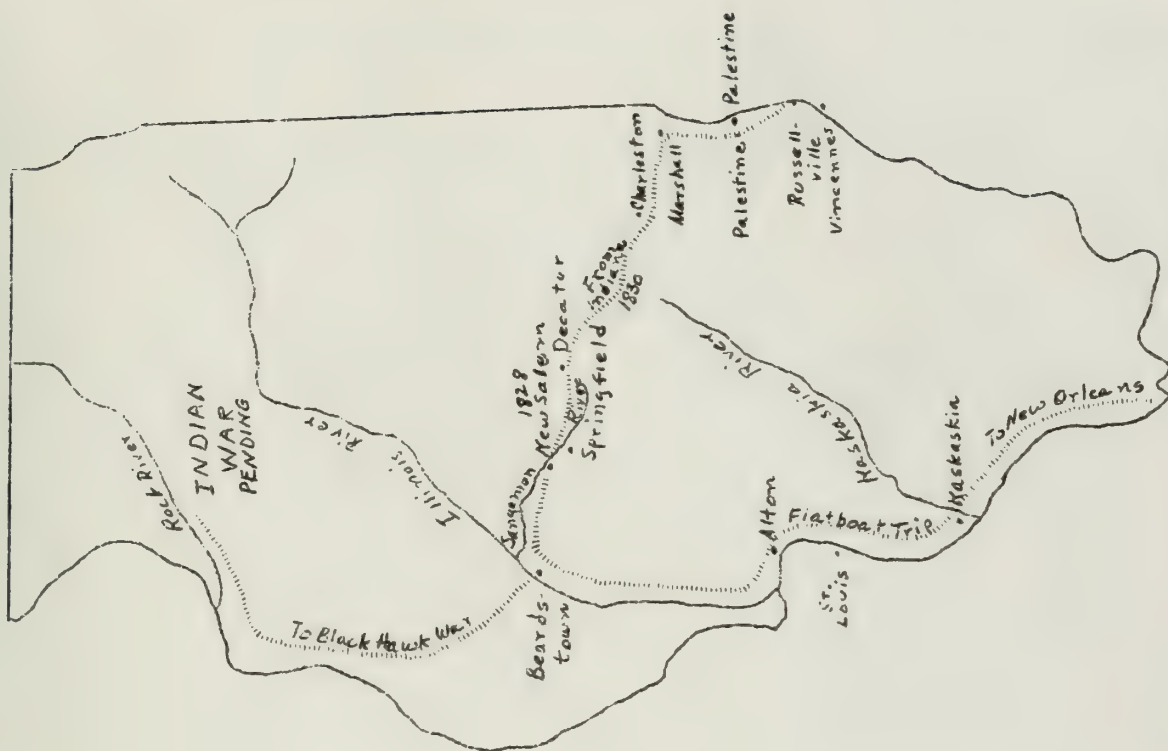 Rock River
INDIAN
WAR
PENDING
Illinois
River
To Black Hawk War
Sangamon
River
1828
New Salem
Springfield
Decatur
From
Indiana
1830
Charleston
Marshall
Palestine
Palestine
Russell-
ville
Vincennes
Beards-
town
Alton
St.
Louis
Flatboat Trip
Kaskaskia
River
Kaskaskia
To New Orleans